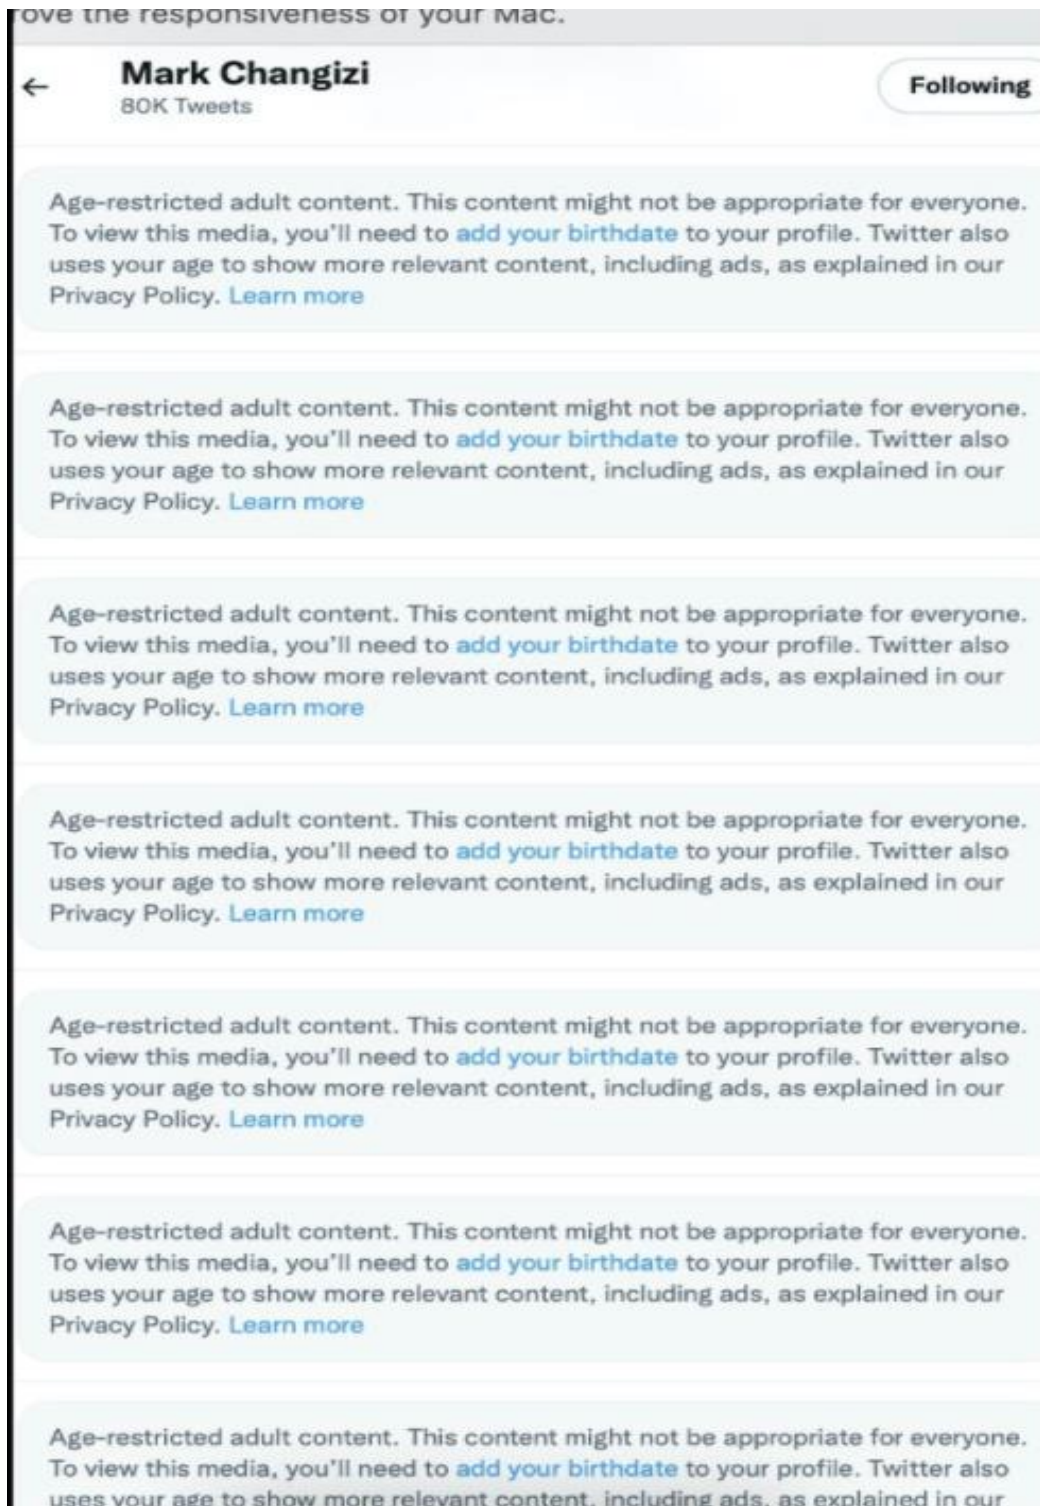 rove the responsiveness of your Mac.
Mark Changizi
80K Tweets
Following
Age-restricted adult content. This content might not be appropriate for everyone.
To view this media, you'll need to add your birthdate to your profile. Twitter also
uses your age to show more relevant content, including ads, as explained in our
Privacy Policy. Learn more
Age-restricted adult content. This content might not be appropriate for everyone.
To view this media, you'll need to add your birthdate to your profile. Twitter also
uses your age to show more relevant content, including ads, as explained in our
Privacy Policy. Learn more
Age-restricted adult content. This content might not be appropriate for everyone.
To view this media, you'll need to add your birthdate to your profile. Twitter also
uses your age to show more relevant content, including ads, as explained in our
Privacy Policy. Learn more
Age-restricted adult content. This content might not be appropriate for everyone.
To view this media, you'll need to add your birthdate to your profile. Twitter also
uses your age to show more relevant content, including ads, as explained in our
Privacy Policy. Learn more
Age-restricted adult content. This content might not be appropriate for everyone.
To view this media, you'll need to add your birthdate to your profile. Twitter also
uses your age to show more relevant content, including ads, as explained in our
Privacy Policy. Learn more
Age-restricted adult content. This content might not be appropriate for everyone.
To view this media, you'll need to add your birthdate to your profile. Twitter also
uses your age to show more relevant content, including ads, as explained in our
Privacy Policy. Learn more
Age-restricted adult content. This content might not be appropriate for everyone.
To view this media, you'll need to add your birthdate to your profile. Twitter also
uses your age to show more relevant content, including ads, as explained in our